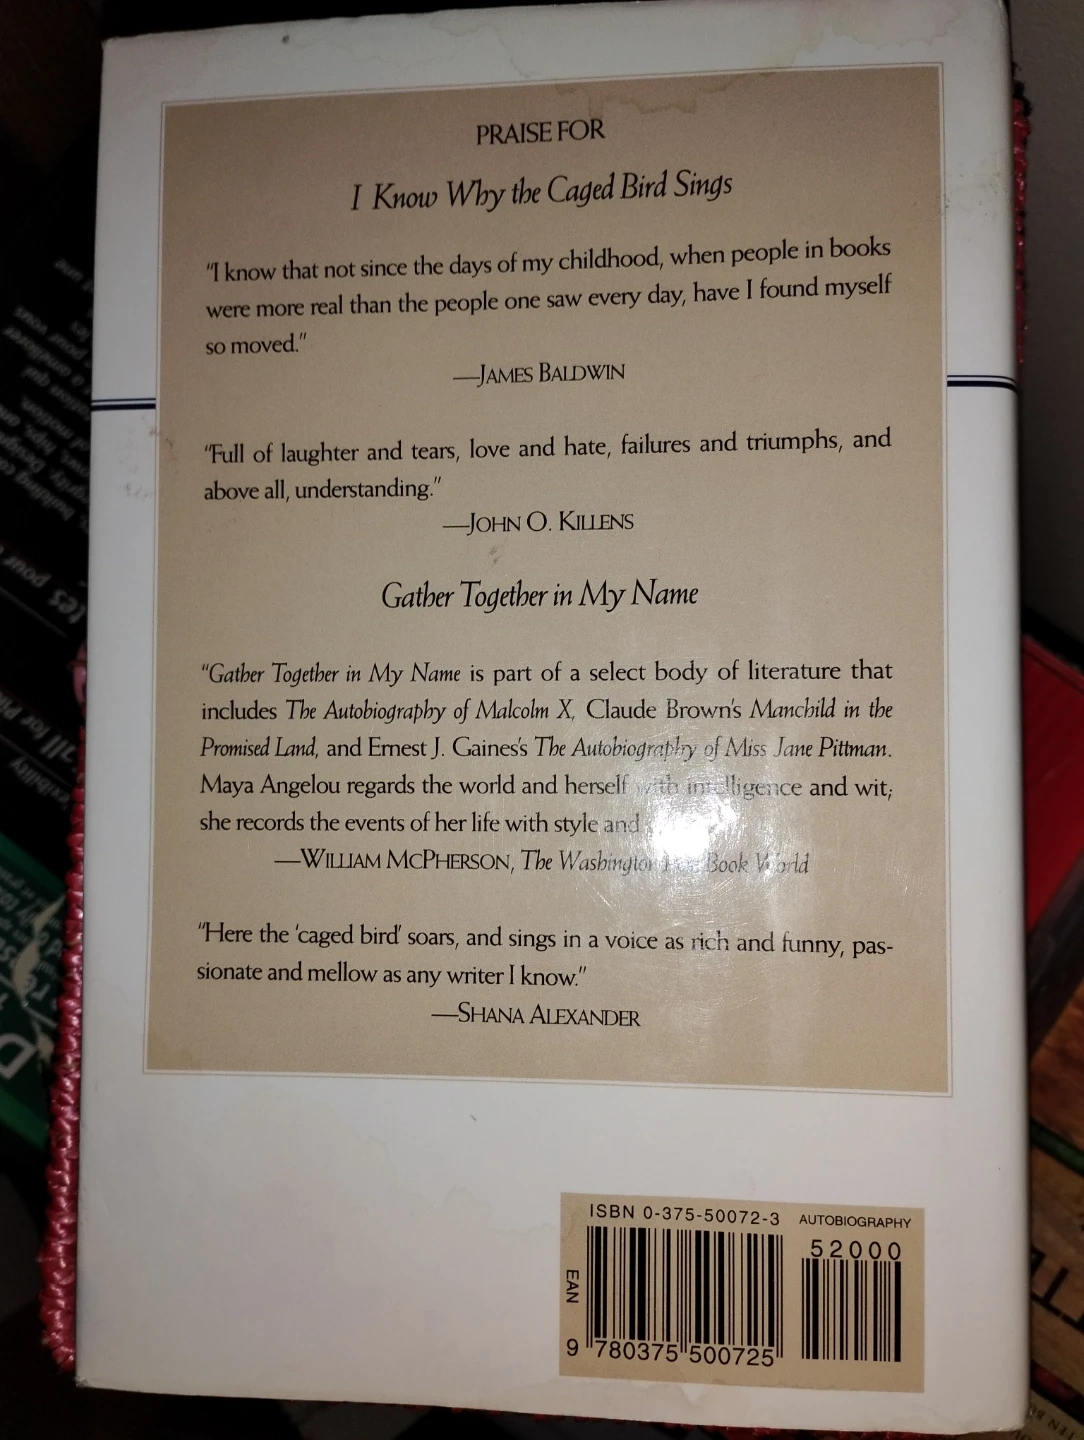 PRAISE FOR
I Know Why the Caged Bird Sings
"I know that not since the days of my childhood, when people in books
were more real than the people one saw every day, have I found myself
so moved."
—JAMES BALDWIN
"Full of laughter and tears, love and hate, failures and triumphs, and
above all, understanding."
—JOHN O. KILLENS
Gather Together in My Name
"Gather Together in My Name is part of a select body of literature that
includes The Autobiography of Malcolm X, Claude Brown's Manchild in the
Promised Land, and Ernest J. Gaines's The Autobiography of Miss Jane Pittman.
Maya Angelou regards the world and herself with intelligence and wit;
she records the events of her life with style and
—WILLIAM MCPHERSON, The Washington Book World
"Here the 'caged bird' soars, and sings in a voice as rich and funny, pas-
sionate and mellow as any writer I know."
—SHANA ALEXANDER
ISBN 0-375-50072-3 AUTOBIOGRAPHY
52000
EAN
9 780375 500725